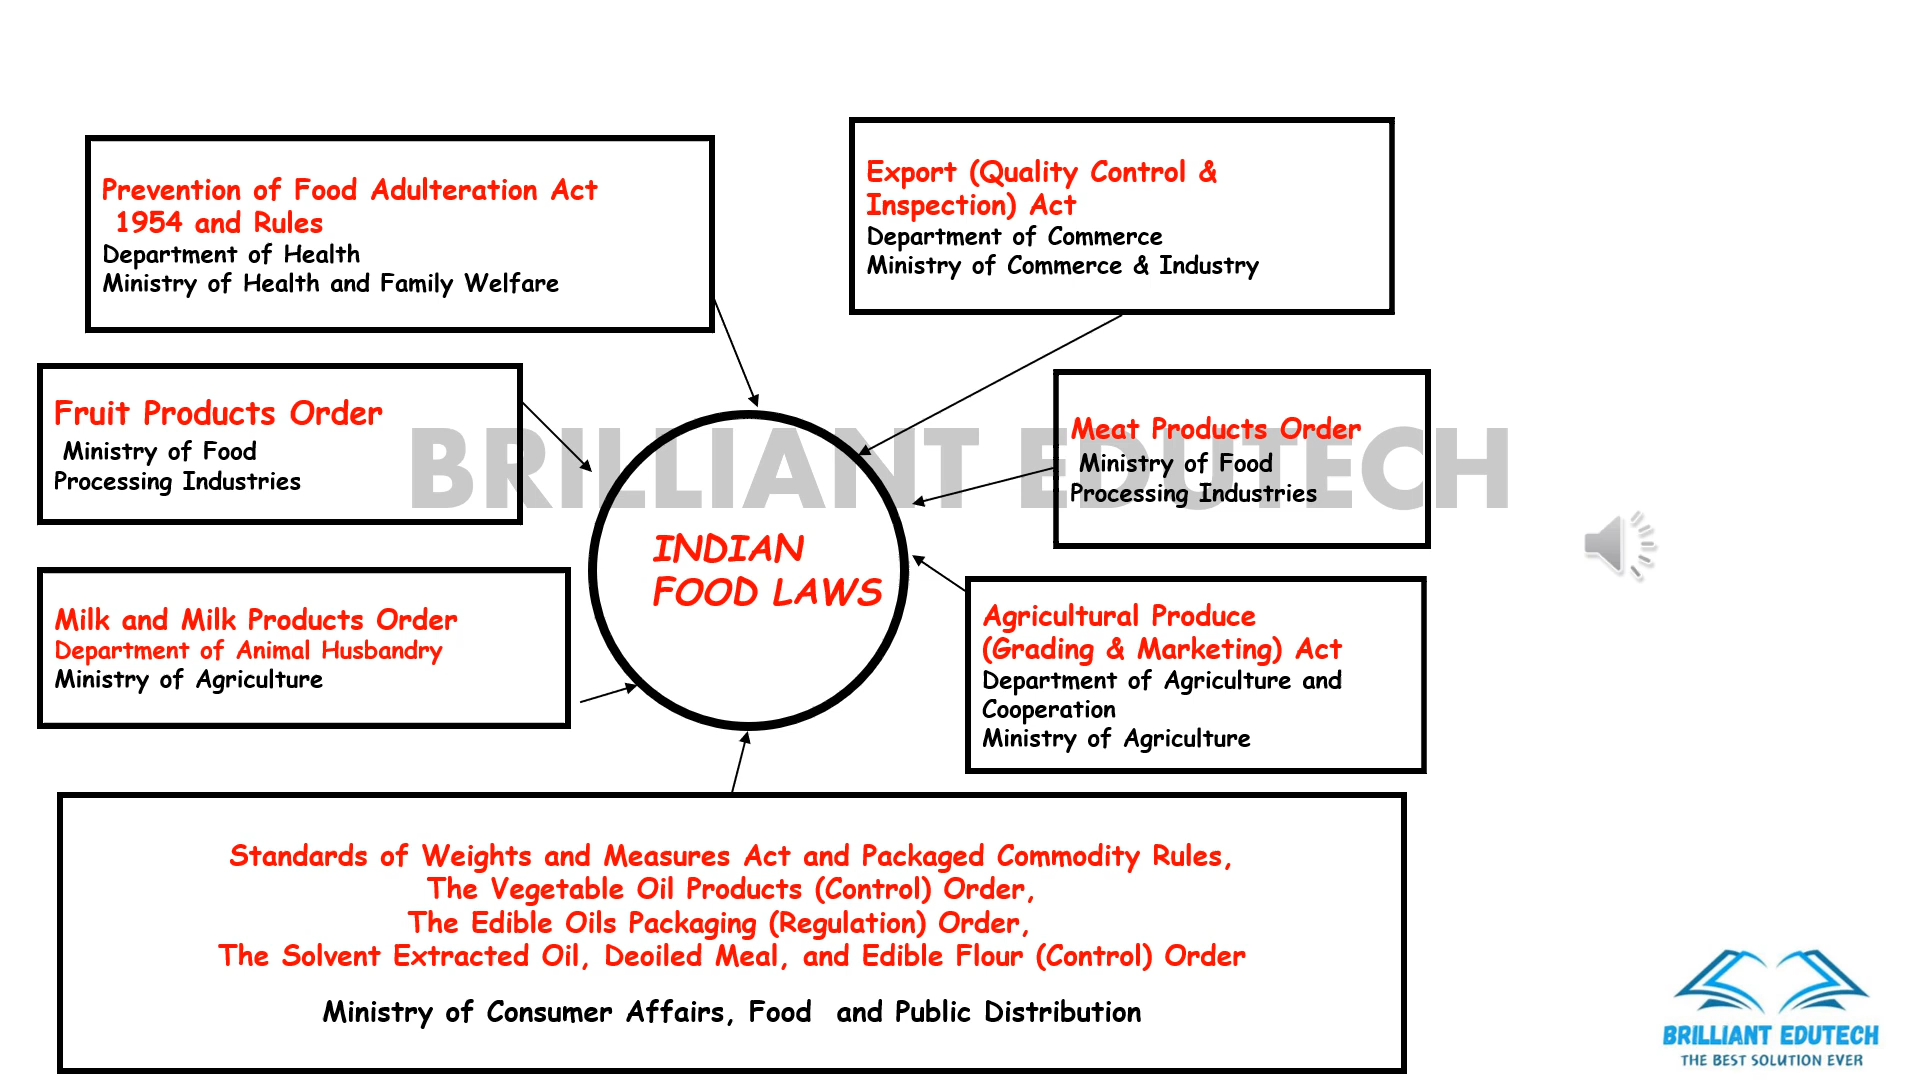 Prevention of Food Adulteration Act
1954 and Rules
Department of Health
Ministry of Health and Family Welfare
Export (Quality Control &
Inspection) Act
Department of Commerce
Ministry of Commerce & Industry
Fruit Products Order
Ministry of Food
Processing Industries
Meat Products Order
Ministry of Food
Processing Industries
BRILLIANT EDUTECH
INDIAN
FOOD LAWS
Milk and Milk Products Order
Department of Animal Husbandry
Ministry of Agriculture
Agricultural Produce
(Grading & Marketing) Act
Department of Agriculture and
Cooperation
Ministry of Agriculture
Standards of Weights and Measures Act and Packaged Commodity Rules,
The Vegetable Oil Products (Control) Order,
The Edible Oils Packaging (Regulation) Order,
The Solvent Extracted Oil, Deoiled Meal, and Edible Flour (Control) Order
Ministry of Consumer Affairs, Food and Public Distribution
BRILLIANT EDUTECH
THE BEST SOLUTION EVER